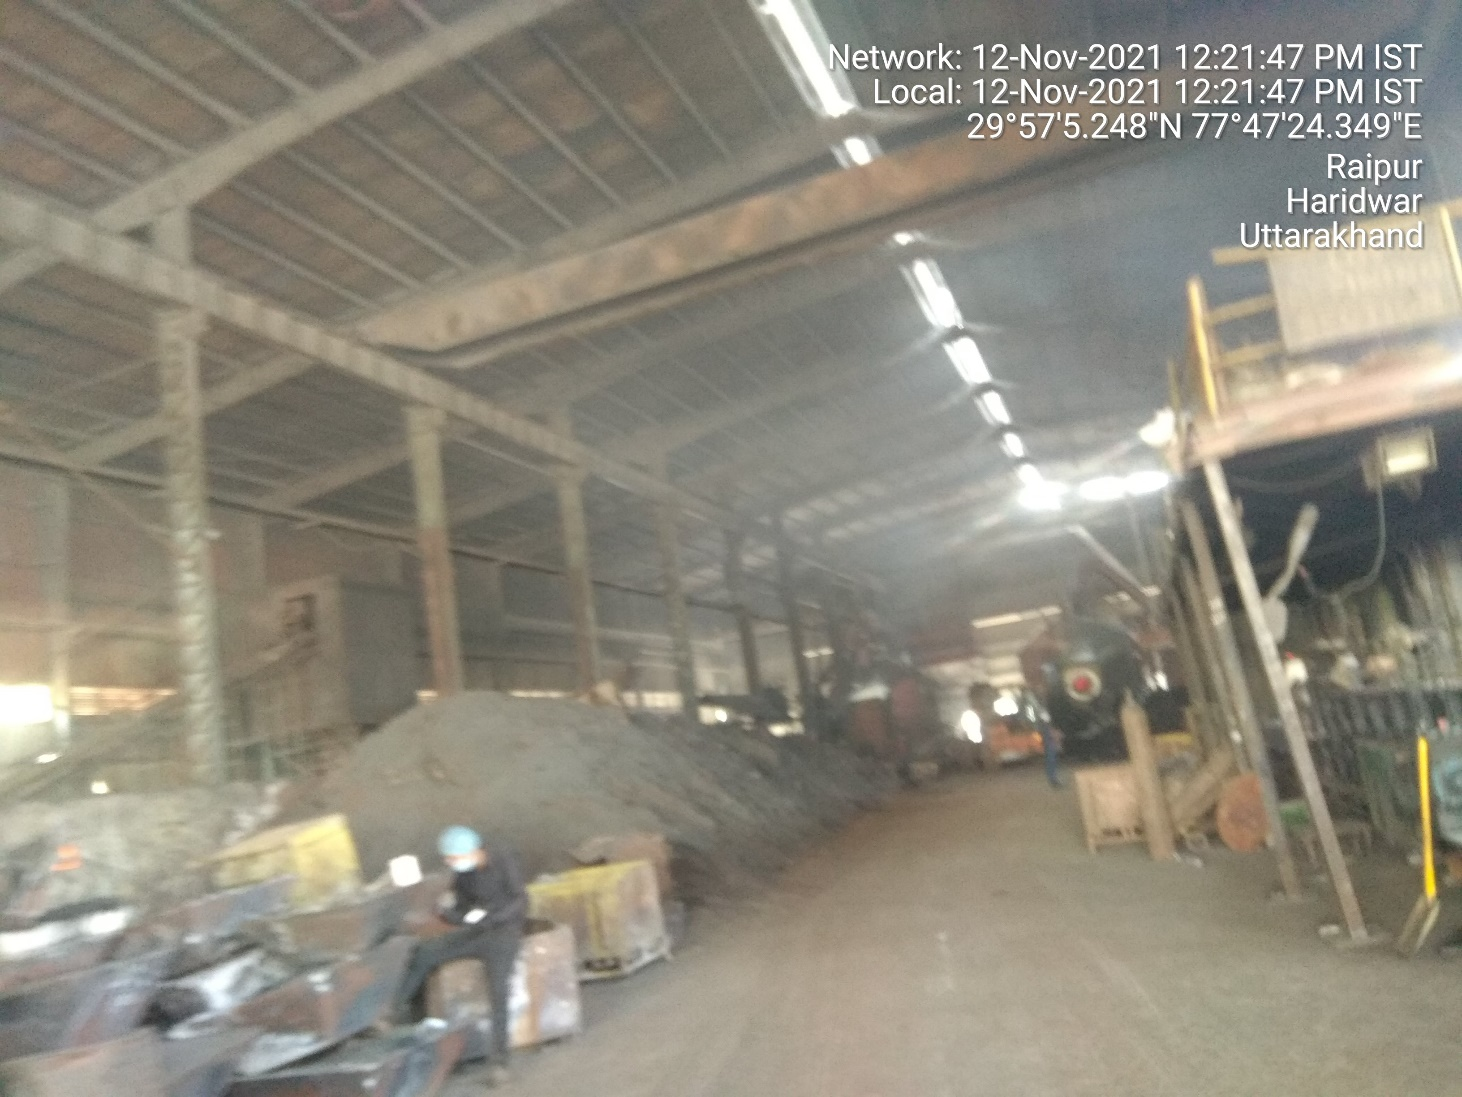 Network: 12-Nov-2021 12:21:47 PM IST
Local: 12-Nov-2021 12:21:47 PM IST
29°57'5.248"N 77°47'24.349"E
Raipur
Haridwar
Uttarakhand